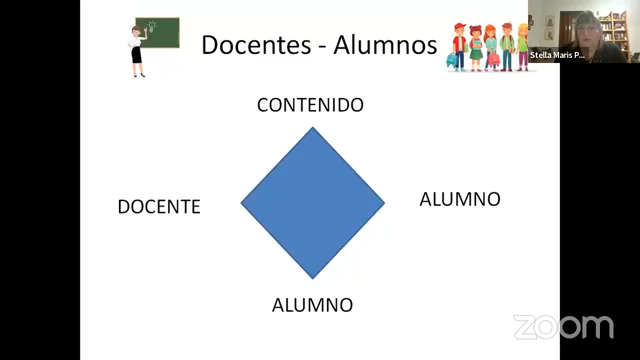 Docentes - Alumnos
Stella Maris P...
CONTENIDO
DOCENTE
ALUMNO
ALUMNO
zoom